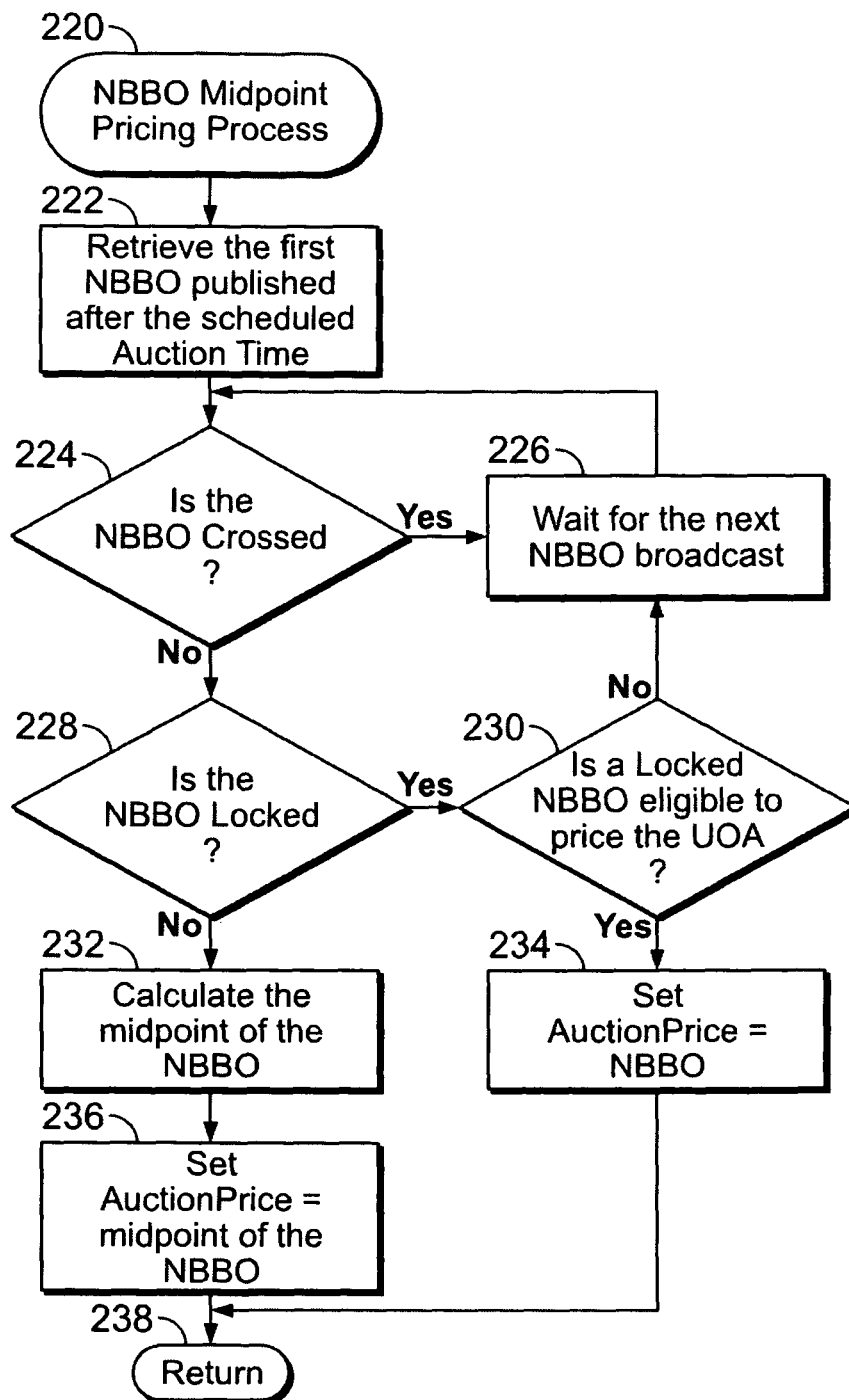 220
NBBO Midpoint
Pricing Process
222
Retrieve the first
NBBO published
after the scheduled
Auction Time
224
Is the
NBBO Crossed
?
Yes
226
Wait for the next
NBBO broadcast
No
228
Is the
NBBO Locked
?
Yes
No
230
Is a Locked
NBBO eligible to
price the UOA
?
No
Yes
232
Calculate the
midpoint of the
NBBO
234
Set
AuctionPrice =
NBBO
236
Set
AuctionPrice =
midpoint of the
NBBO
238
Return